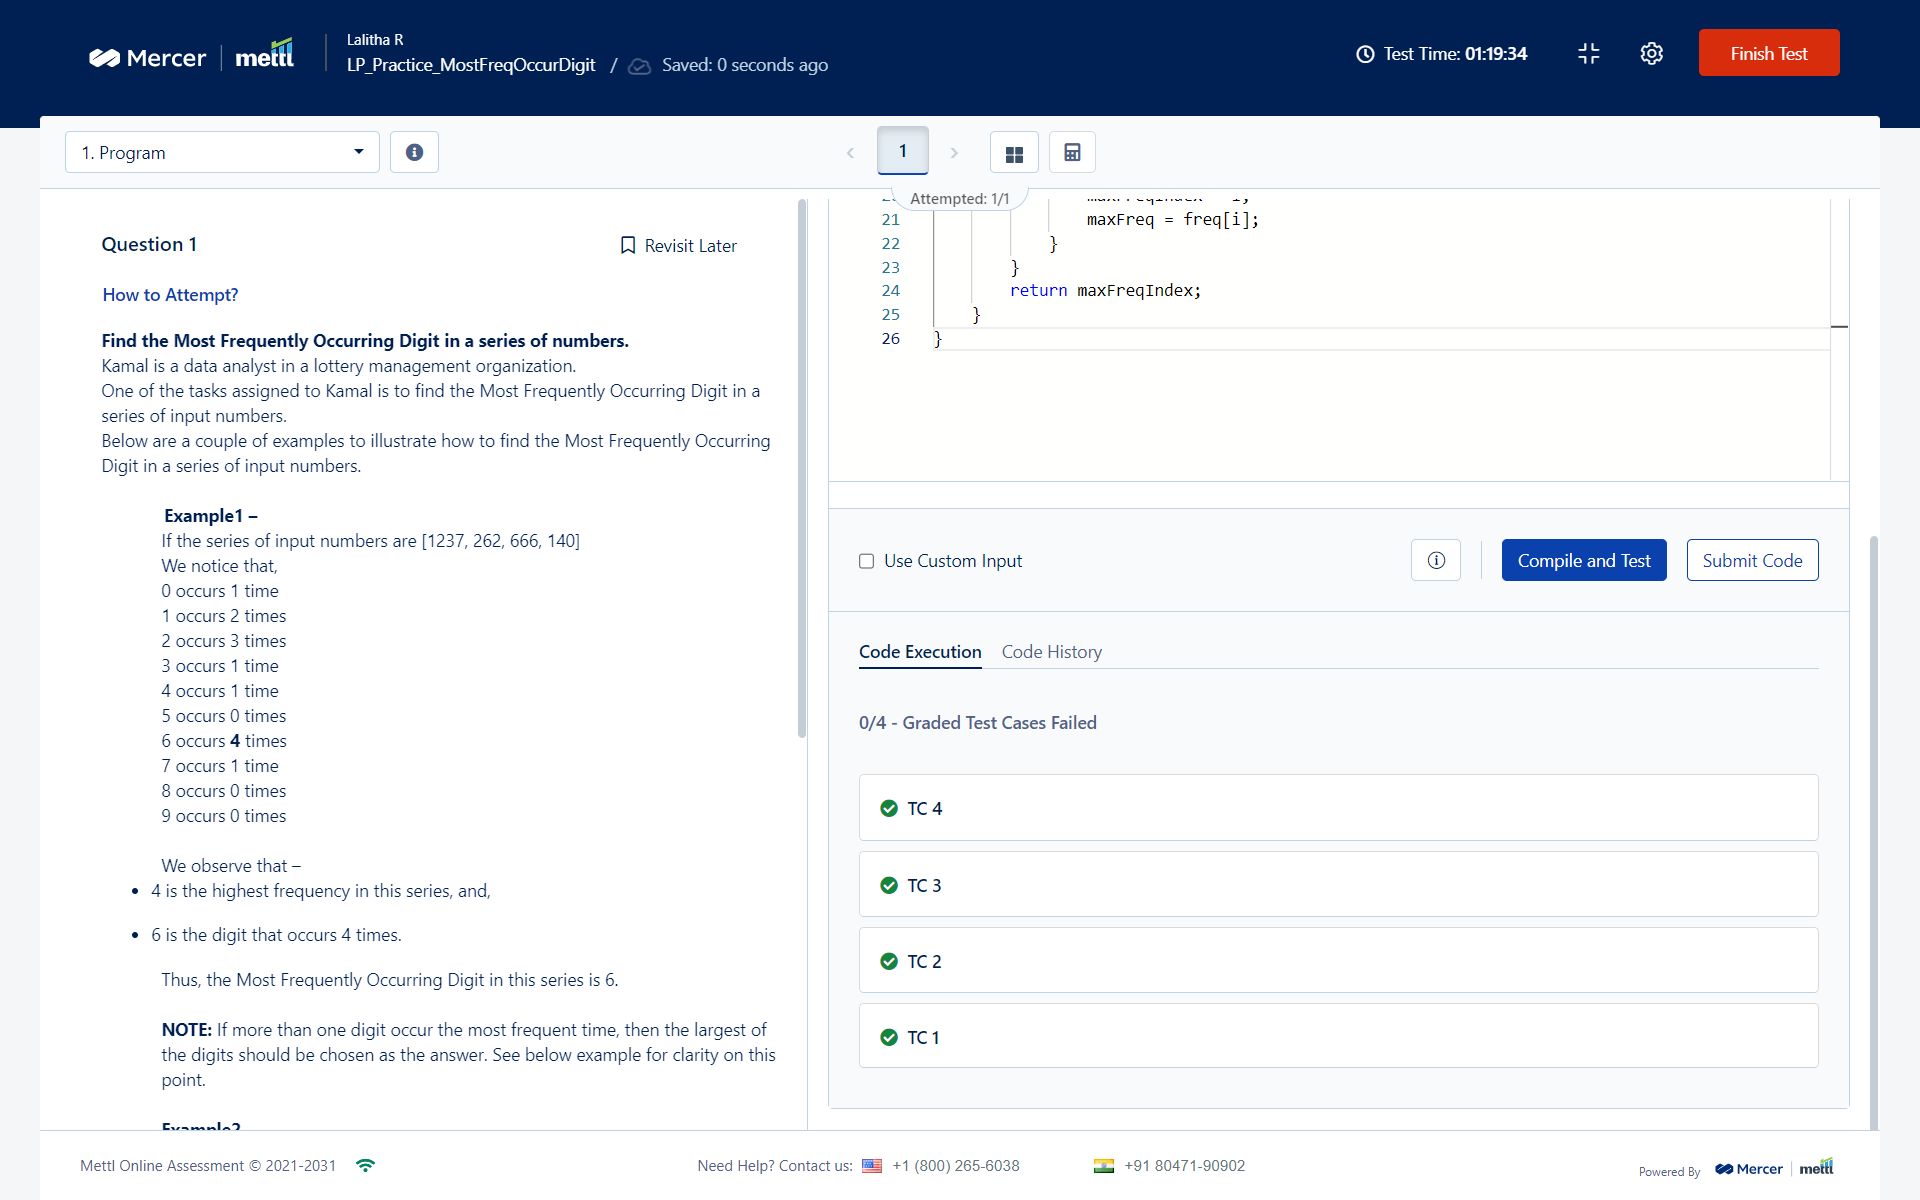 Mercer mettl
Lalitha R
LP_Practice_MostFreqOccurDigit / Saved: 0 seconds ago
Test Time: 01:19:34
Finish Test
1. Program
1
Attempted: 1/1
Question 1
Revisit Later
How to Attempt?
Find the Most Frequently Occurring Digit in a series of numbers.
Kamal is a data analyst in a lottery management organization.
One of the tasks assigned to Kamal is to find the Most Frequently Occurring Digit in a
series of input numbers.
Below are a couple of examples to illustrate how to find the Most Frequently Occurring
Digit in a series of input numbers.
Example1 –
If the series of input numbers are [1237, 262, 666, 140]
We notice that,
0 occurs 1 time
1 occurs 2 times
2 occurs 3 times
3 occurs 1 time
4 occurs 1 time
5 occurs 0 times
6 occurs 4 times
7 occurs 1 time
8 occurs 0 times
9 occurs 0 times
We observe that –
• 4 is the highest frequency in this series, and,
• 6 is the digit that occurs 4 times.
Thus, the Most Frequently Occurring Digit in this series is 6.
NOTE: If more than one digit occur the most frequent time, then the largest of
the digits should be chosen as the answer. See below example for clarity on this
point.
Example2
21 maxFreq = freq[i];
22 }
23 }
24 return maxFreqIndex;
25 }
26 }
Use Custom Input
Compile and Test
Submit Code
Code Execution
Code History
0/4 - Graded Test Cases Failed
TC 4
TC 3
TC 2
TC 1
Mettl Online Assessment © 2021-2031
Need Help? Contact us: +1 (800) 265-6038
+91 80471-90902
Powered By Mercer mettl